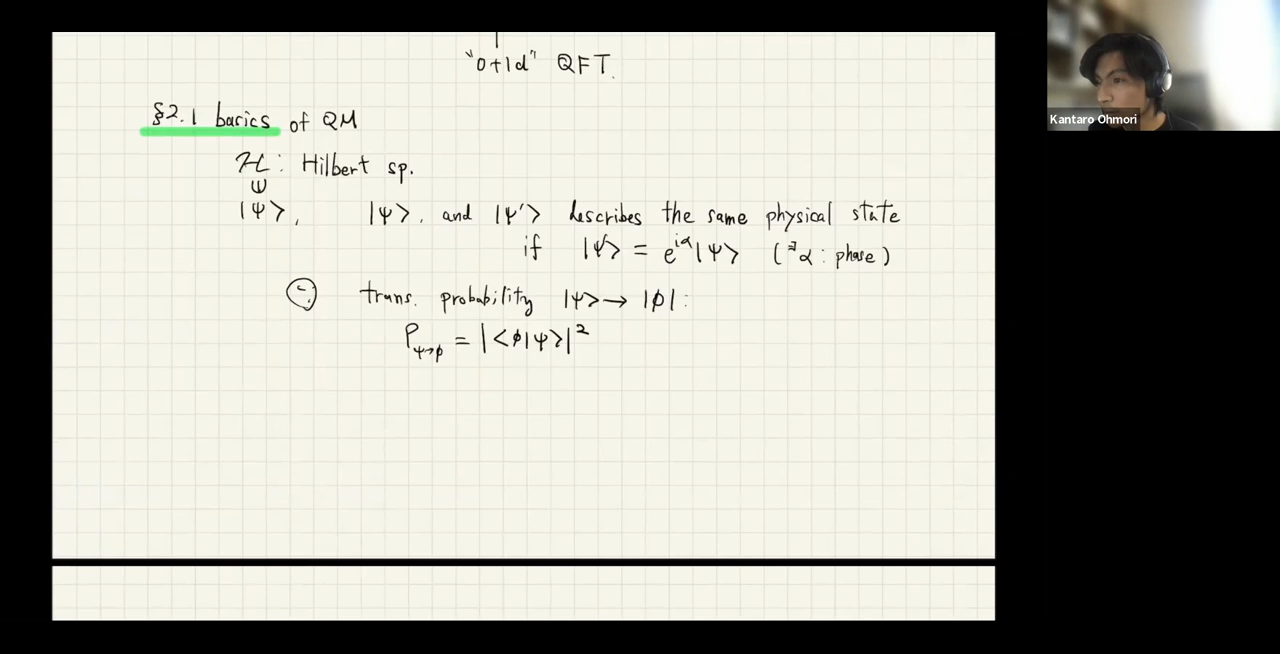 "0+1d" QFT.
Kantaro Ohmori
§2.1 basics of QM
ℋ : Hilbert sp.
∪
|ψ>, |ψ>, and |ψ'> describes the same physical state
if |ψ'> = e^{iα}|ψ> (∃α : phase)
∵ trans. probability |ψ> → |φ| :
P_{ψ→φ} = |<φ|ψ>|²